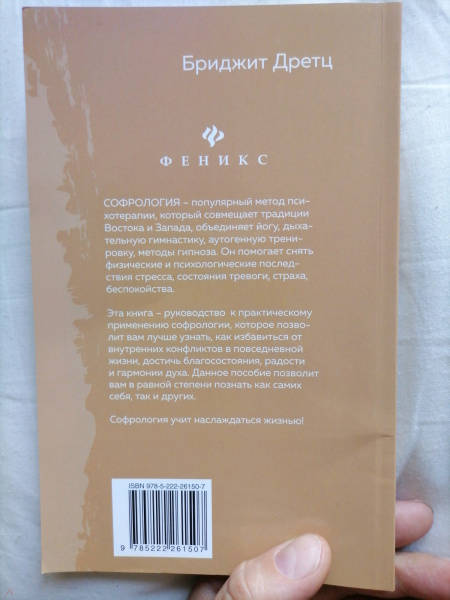 Бриджит Дретц
ФЕНИКС
СОФРОЛОГИЯ – популярный метод пси-
хотерапии, который совмещает традиции
Востока и Запада, объединяет йогу, дыха-
тельную гимнастику, аутогенную трени-
ровку, методы гипноза. Он помогает снять
физические и психологические послед-
ствия стресса, состояния тревоги, страха,
беспокойства.
Эта книга – руководство к практическому
применению софрологии, которое позво-
лит вам лучше узнать, как избавиться от
внутренних конфликтов в повседневной
жизни, достичь благосостояния, радости
и гармонии духа. Данное пособие позволит
вам в равной степени познать как самих
себя, так и других.
Софрология учит наслаждаться жизнью!
ISBN 978-5-222-26150-7
9 785222 261507